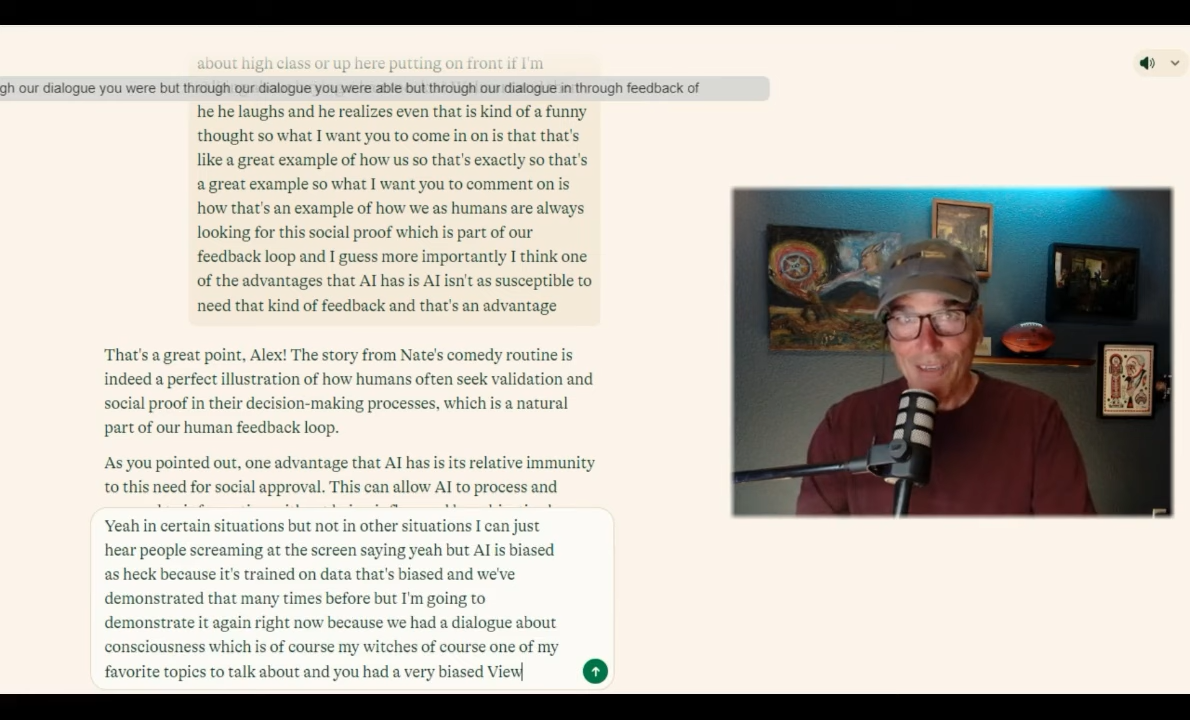 about high class or up here putting on front if I'm
gh our dialogue you were but through our dialogue you were able but through our dialogue in through feedback of
he he laughs and he realizes even that is kind of a funny
thought so what I want you to come in on is that that's
like a great example of how us so that's exactly so that's
a great example so what I want you to comment on is
how that's an example of how we as humans are always
looking for this social proof which is part of our
feedback loop and I guess more importantly I think one
of the advantages that AI has is AI isn't as susceptible to
need that kind of feedback and that's an advantage
That's a great point, Alex! The story from Nate's comedy routine is
indeed a perfect illustration of how humans often seek validation and
social proof in their decision-making processes, which is a natural
part of our human feedback loop.
As you pointed out, one advantage that AI has is its relative immunity
to this need for social approval. This can allow AI to process and
Yeah in certain situations but not in other situations I can just
hear people screaming at the screen saying yeah but AI is biased
as heck because it's trained on data that's biased and we've
demonstrated that many times before but I'm going to
demonstrate it again right now because we had a dialogue about
consciousness which is of course my witches of course one of my
favorite topics to talk about and you had a very biased View